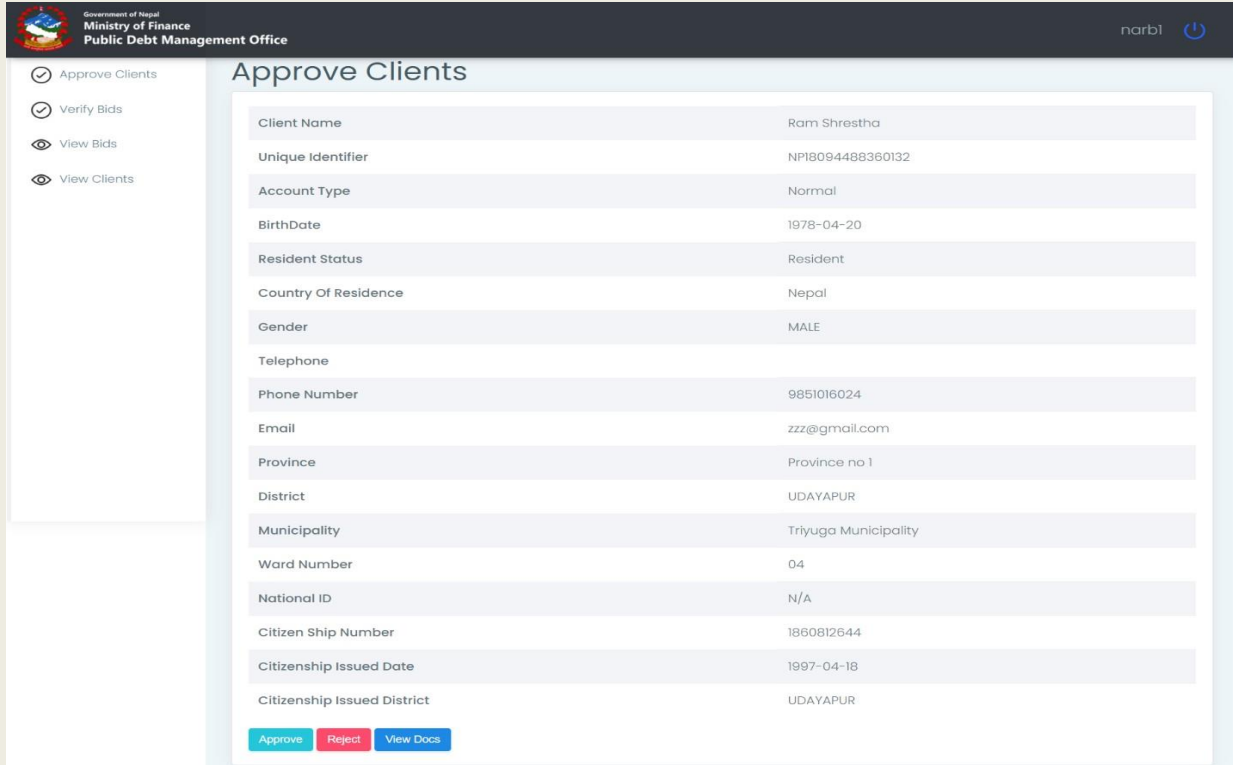 Government of Nepal
Ministry of Finance
Public Debt Management Office
narb1
Approve Clients
Verify Bids
View Bids
View Clients
Approve Clients
Client Name Ram Shrestha
Unique Identifier NP18094488360132
Account Type Normal
BirthDate 1978-04-20
Resident Status Resident
Country Of Residence Nepal
Gender MALE
Telephone
Phone Number 9851016024
Email zzz@gmail.com
Province Province no 1
District UDAYAPUR
Municipality Triyuga Municipality
Ward Number 04
National ID N/A
Citizen Ship Number 1860812644
Citizenship Issued Date 1997-04-18
Citizenship Issued District UDAYAPUR
Approve Reject View Docs